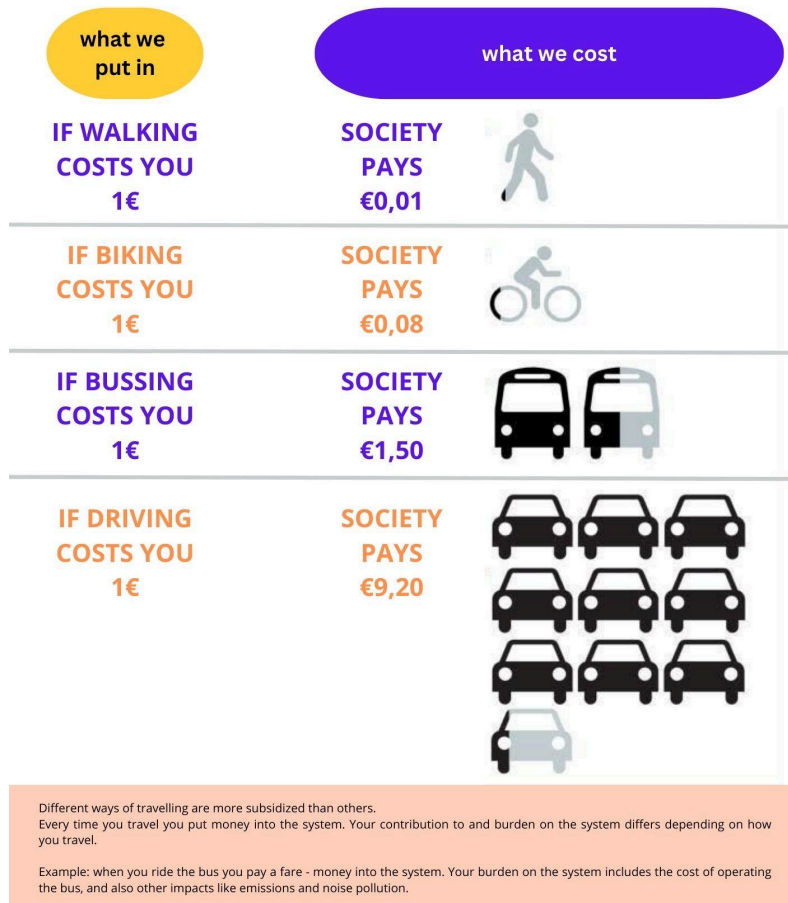 what we
put in
what we cost
IF WALKING
COSTS YOU
1€
SOCIETY
PAYS
€0,01
IF BIKING
COSTS YOU
1€
SOCIETY
PAYS
€0,08
IF BUSSING
COSTS YOU
1€
SOCIETY
PAYS
€1,50
IF DRIVING
COSTS YOU
1€
SOCIETY
PAYS
€9,20
Different ways of travelling are more subsidized than others.
Every time you travel you put money into the system. Your contribution to and burden on the system differs depending on how
you travel.
Example: when you ride the bus you pay a fare - money into the system. Your burden on the system includes the cost of operating
the bus, and also other impacts like emissions and noise pollution.